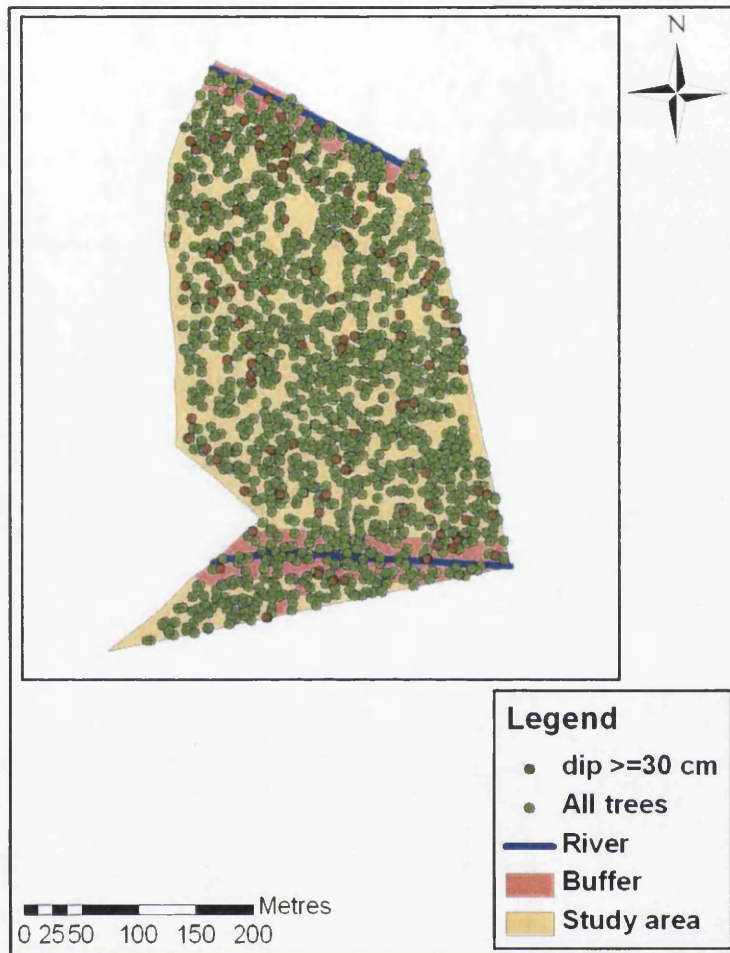 N
Legend
dip >=30 cm
All trees
River
Buffer
Study area
Metres
0 25 50 100 150 200